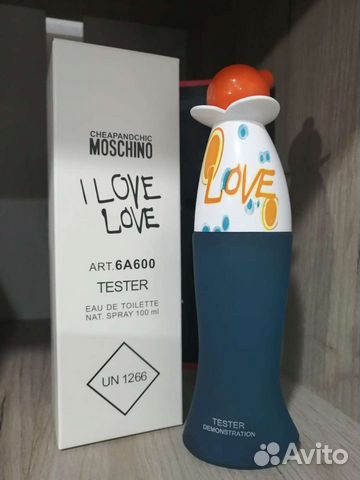 CHEAPANDCHIC
MOSCHINO
I LOVE
LOVE
ART.6A600
TESTER
EAU DE TOILETTE
NAT. SPRAY 100 ml
UN 1266
LOVE
TESTER
DEMONSTRATION
Avito